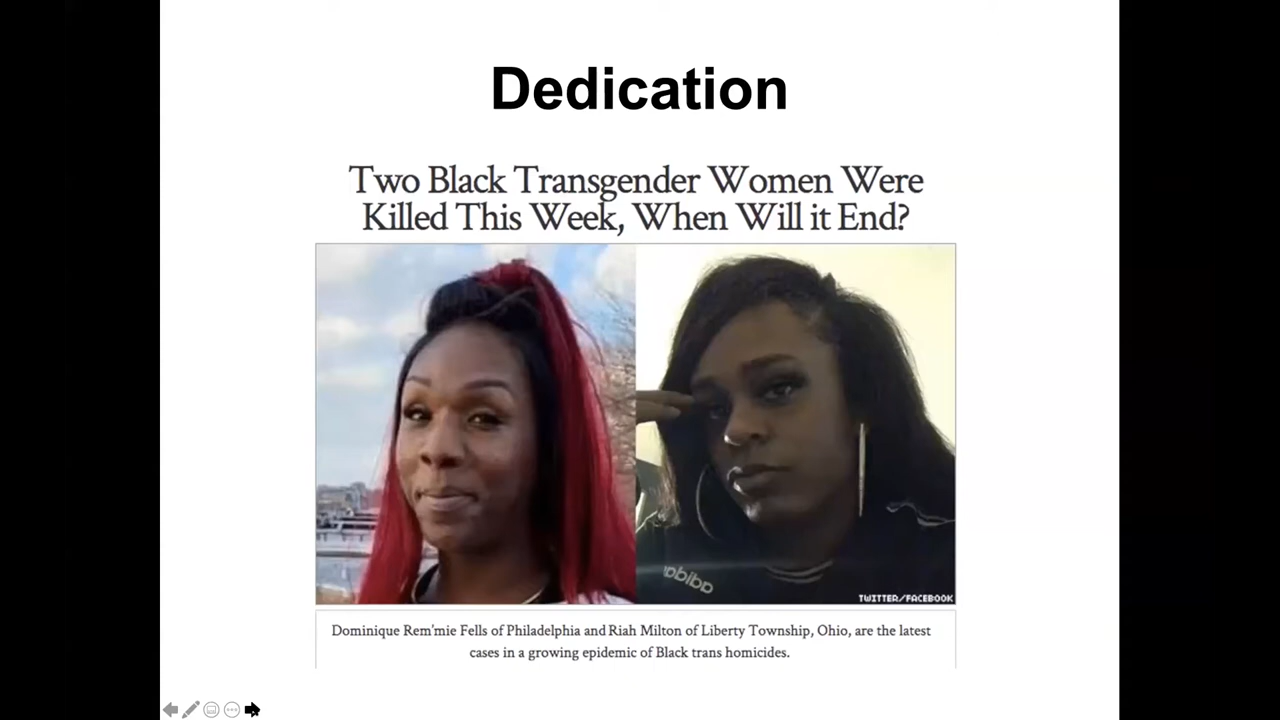 Dedication
Two Black Transgender Women Were
Killed This Week, When Will it End?
TWITTER/FACEBOOK
Dominique Rem'mie Fells of Philadelphia and Riah Milton of Liberty Township, Ohio, are the latest
cases in a growing epidemic of Black trans homicides.